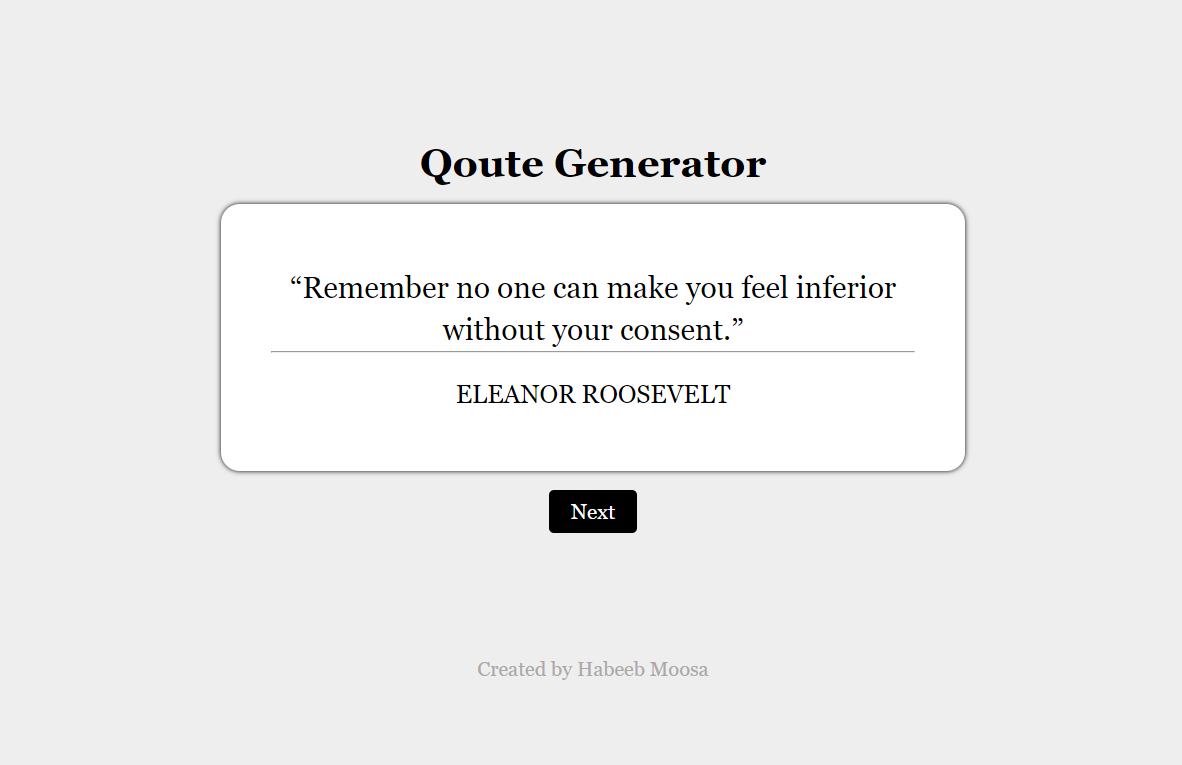 Qoute Generator
“Remember no one can make you feel inferior
without your consent.”
ELEANOR ROOSEVELT
Next
Created by Habeeb Moosa